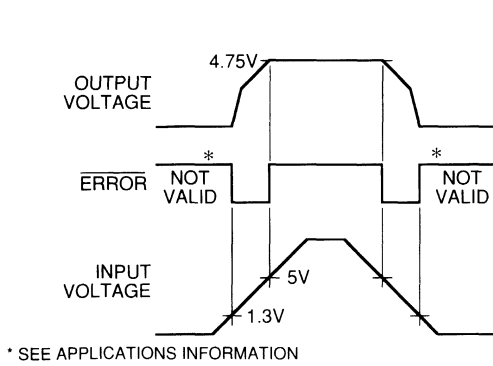 4.75V
OUTPUT
VOLTAGE
*
*
ERROR
NOT
VALID
NOT
VALID
INPUT
VOLTAGE
5V
1.3V
* SEE APPLICATIONS INFORMATION